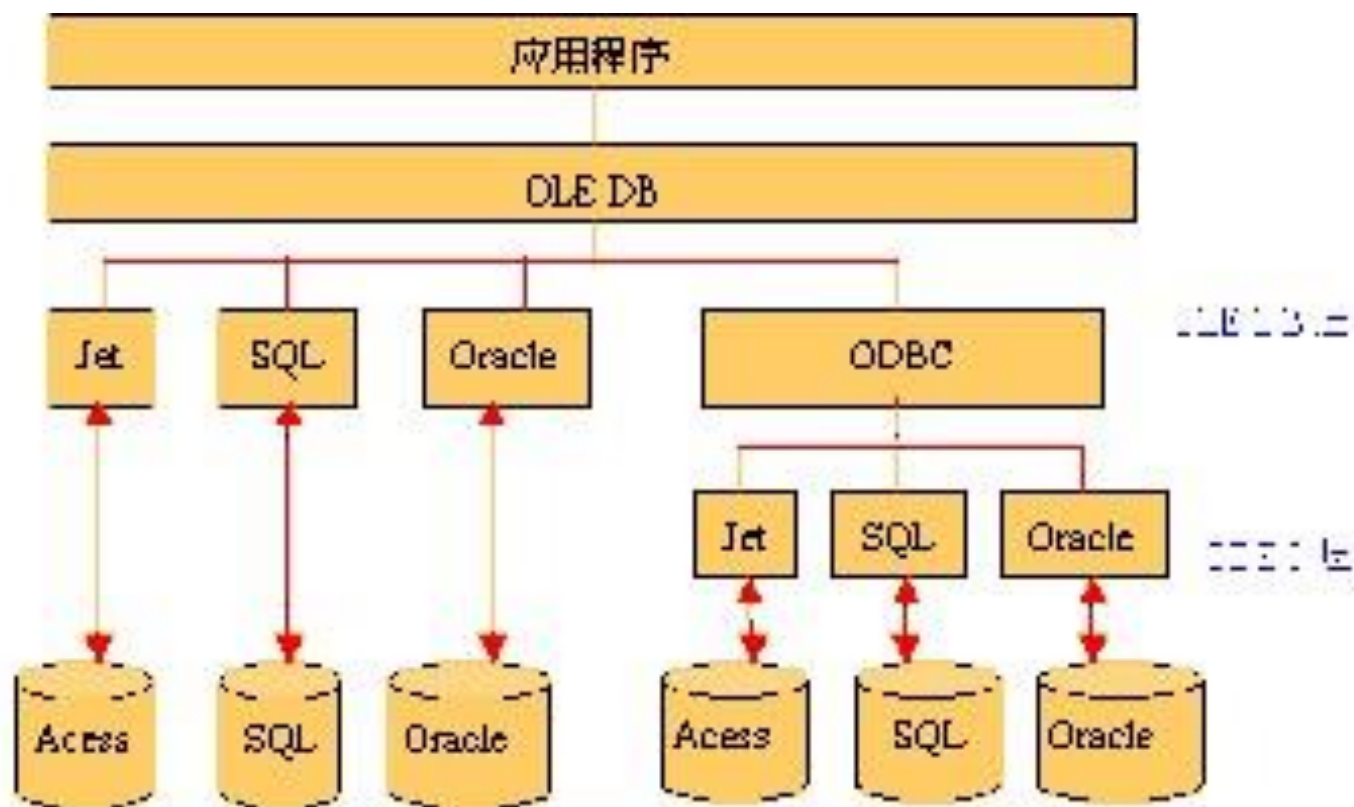 应用程序
OLE DB
Jet
SQL
Oracle
ODBC
Jet
SQL
Oracle
Acess
SQL
Oracle
Acess
SQL
Oracle